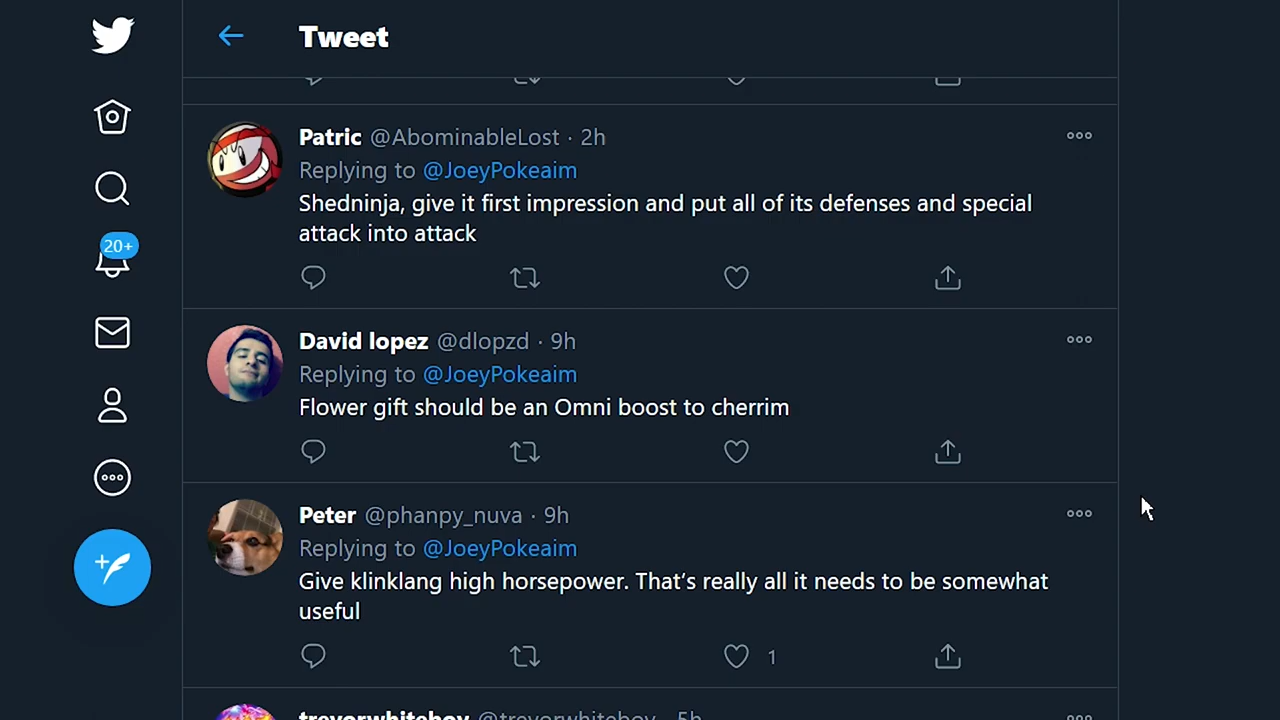 Tweet
Patric @AbominableLost · 2h
Replying to @JoeyPokeaim
Shedninja, give it first impression and put all of its defenses and special
attack into attack
20+
David lopez @dlopzd · 9h
Replying to @JoeyPokeaim
Flower gift should be an Omni boost to cherrim
Peter @phanpy_nuva · 9h
Replying to @JoeyPokeaim
Give klinklang high horsepower. That's really all it needs to be somewhat
useful
1
trevorwhiteboy @trevorwhiteboy · 5h